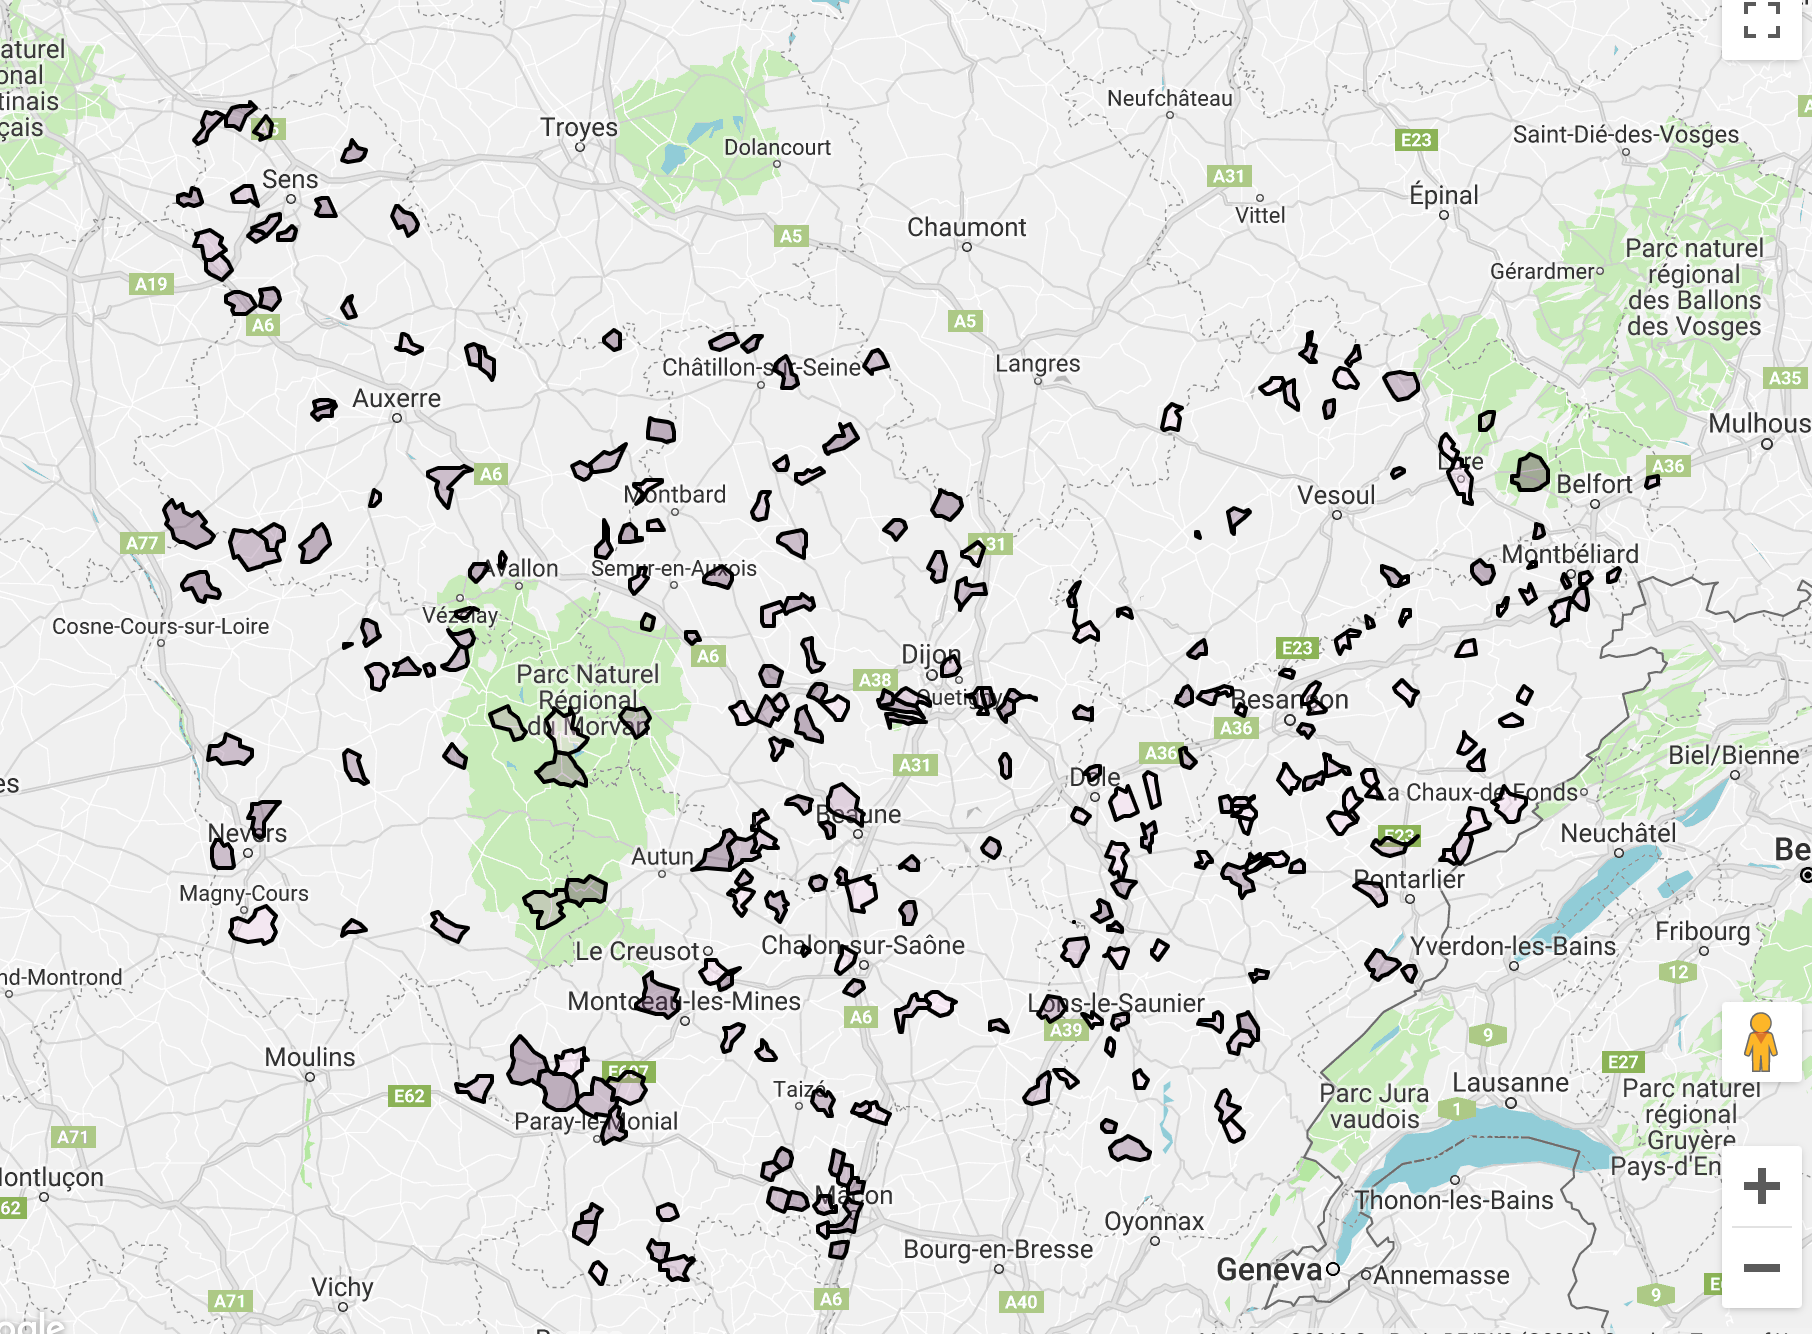 aturel
onal
tinais
çais
Neufchâteau
Troyes
Dolancourt
E23
Saint-Dié-des-Vosges
A31
Sens
Épinal
Vittel
Chaumont
A5
Parc naturel
régional
des Ballons
des Vosges
Gérardmer
A19
A6
A5
Châtillon-sur-Seine
Langres
A35
Auxerre
Mulhous
A6
Lure
A36
Montbard
Vesoul
Belfort
A77
A31
Montbéliard
Avallon
Semur-en-Auxois
Vézelay
Cosne-Cours-sur-Loire
Dijon
A6
E23
Parc Naturel
Régional
du Morvan
A38
Quetigny
Besançon
A36
A36
A31
Biel/Bienne
es
Dole
La Chaux-de-Fonds
Beaune
Nevers
E23
Neuchâtel
Be
Autun
Magny-Cours
Pontarlier
Fribourg
Le Creusot
Chalon-sur-Saône
Yverdon-les-Bains
nd-Montrond
12
Montceau-les-Mines
A6
Lons-le-Saunier
A39
9
Moulins
E607
E27
E62
Taizé
Parc Jura
vaudois
1
Lausanne
Parc naturel
régional
Gruyère
Pays-d'En
Paray-le-Monial
A71
ontluçon
62
Mâcon
Thonon-les-Bains
Oyonnax
Bourg-en-Bresse
Geneva
Annemasse
Vichy
A71
A6
A40
9
ogle